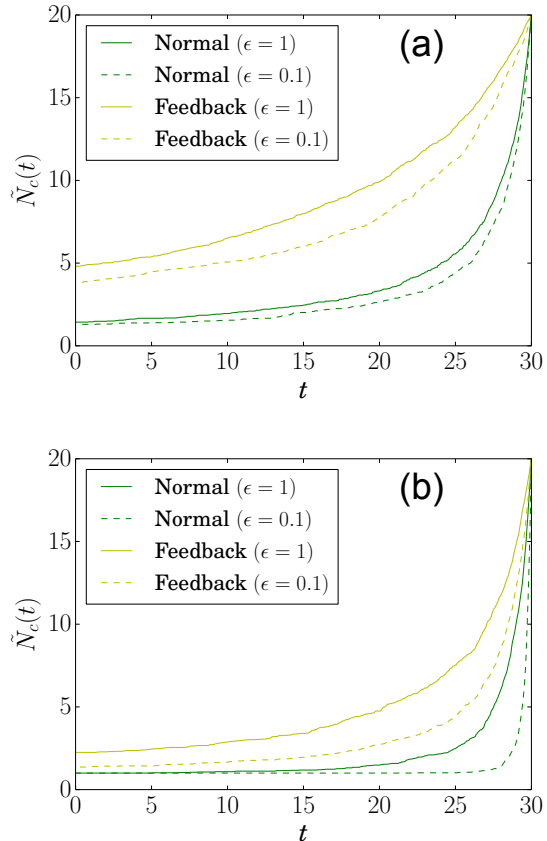 20
(a)
Normal (ϵ = 1)
Normal (ϵ = 0.1)
15
Feedback (ϵ = 1)
Feedback (ϵ = 0.1)
Ñc(t)
10
5
0
0 5 10 15 20 25 30
t
20
(b)
Normal (ϵ = 1)
Normal (ϵ = 0.1)
15
Feedback (ϵ = 1)
Feedback (ϵ = 0.1)
Ñc(t)
10
5
0
0 5 10 15 20 25 30
t